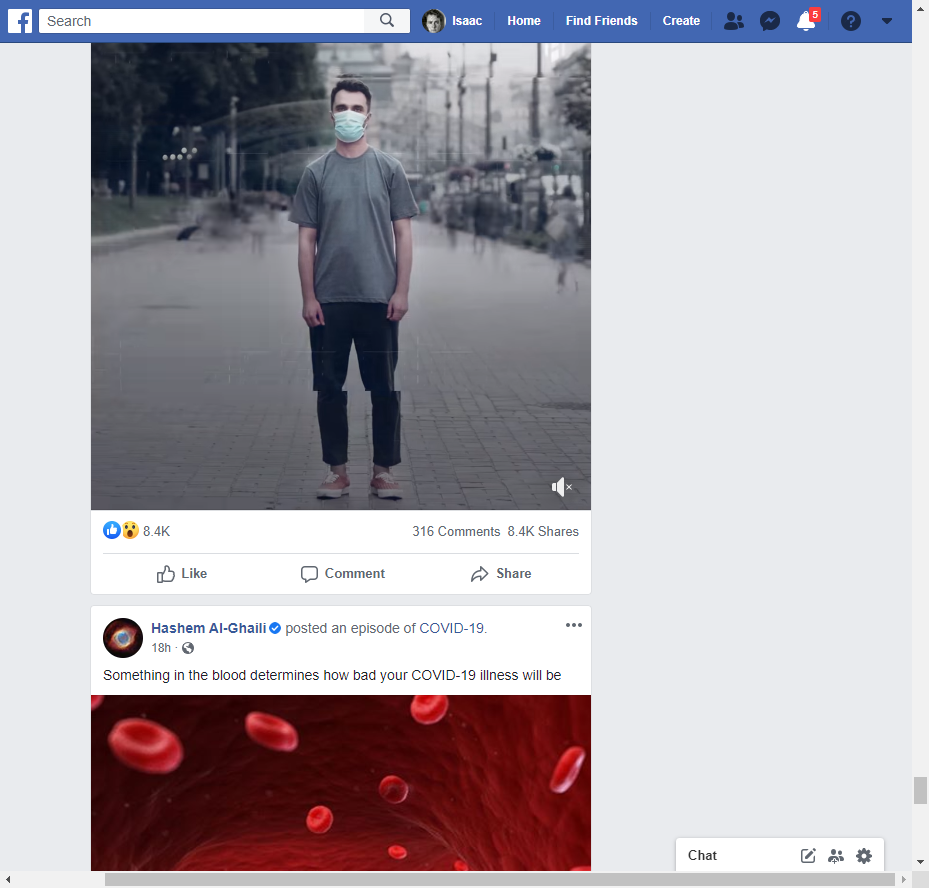 Search
Isaac
Home
Find Friends
Create
5
8.4K
316 Comments 8.4K Shares
Like
Comment
Share
Hashem Al-Ghaili posted an episode of COVID-19.
18h ·
Something in the blood determines how bad your COVID-19 illness will be
Chat